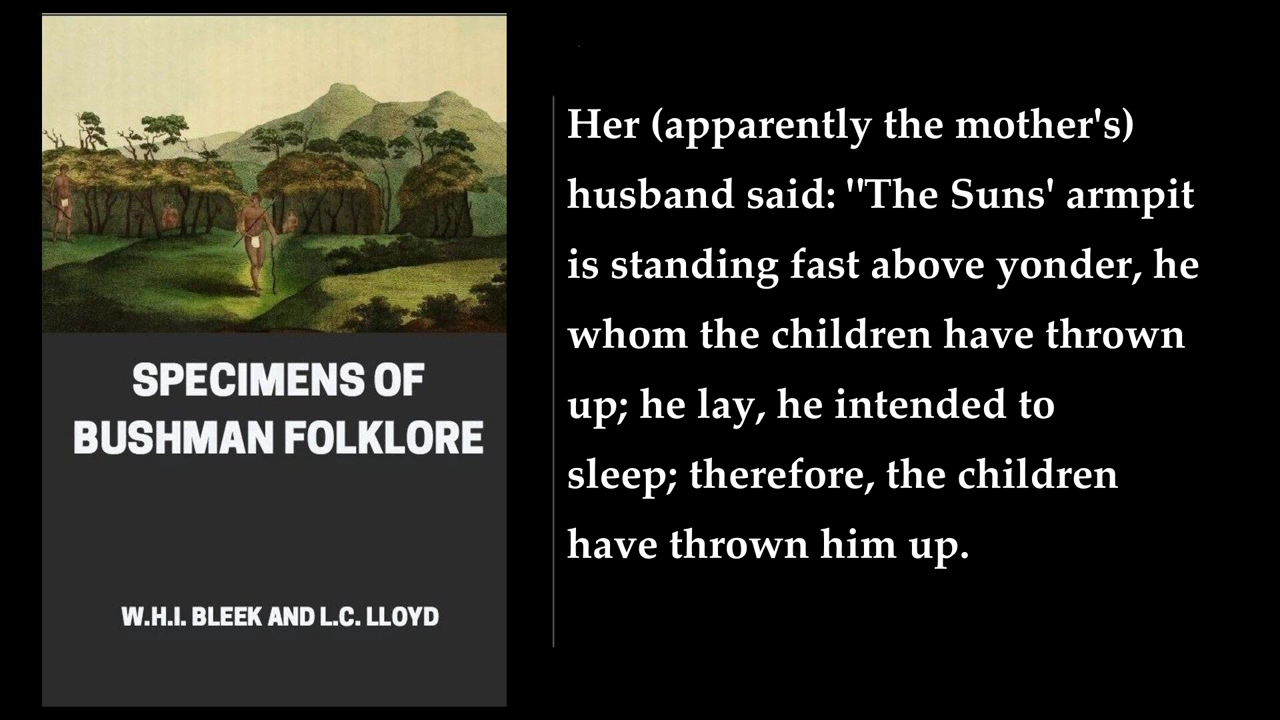 SPECIMENS OF
BUSHMAN FOLKLORE
W.H.I. BLEEK AND L.C. LLOYD
Her (apparently the mother's)
husband said: "The Suns' armpit
is standing fast above yonder, he
whom the children have thrown
up; he lay, he intended to
sleep; therefore, the children
have thrown him up.